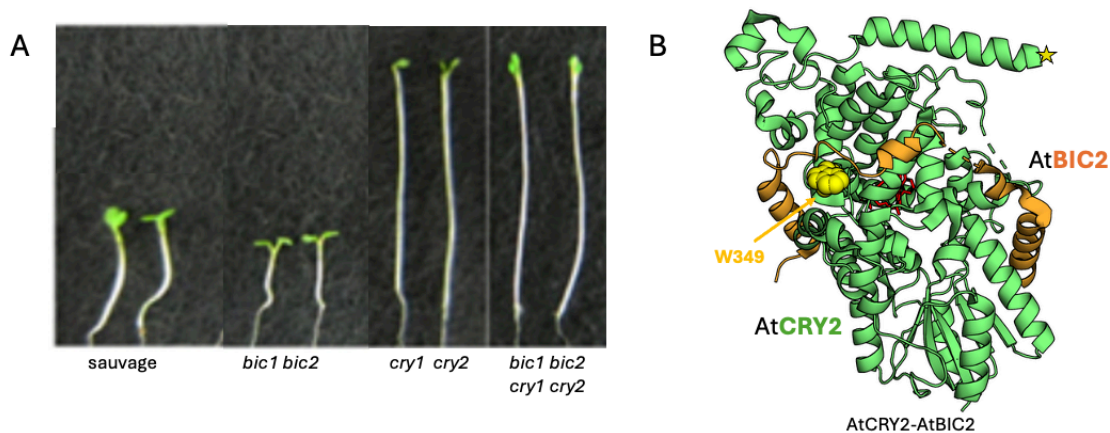 A
B
AtBIC2
W349
AtCRY2
sauvage
bic1 bic2
cry1 cry2
bic1 bic2
cry1 cry2
AtCRY2-AtBIC2